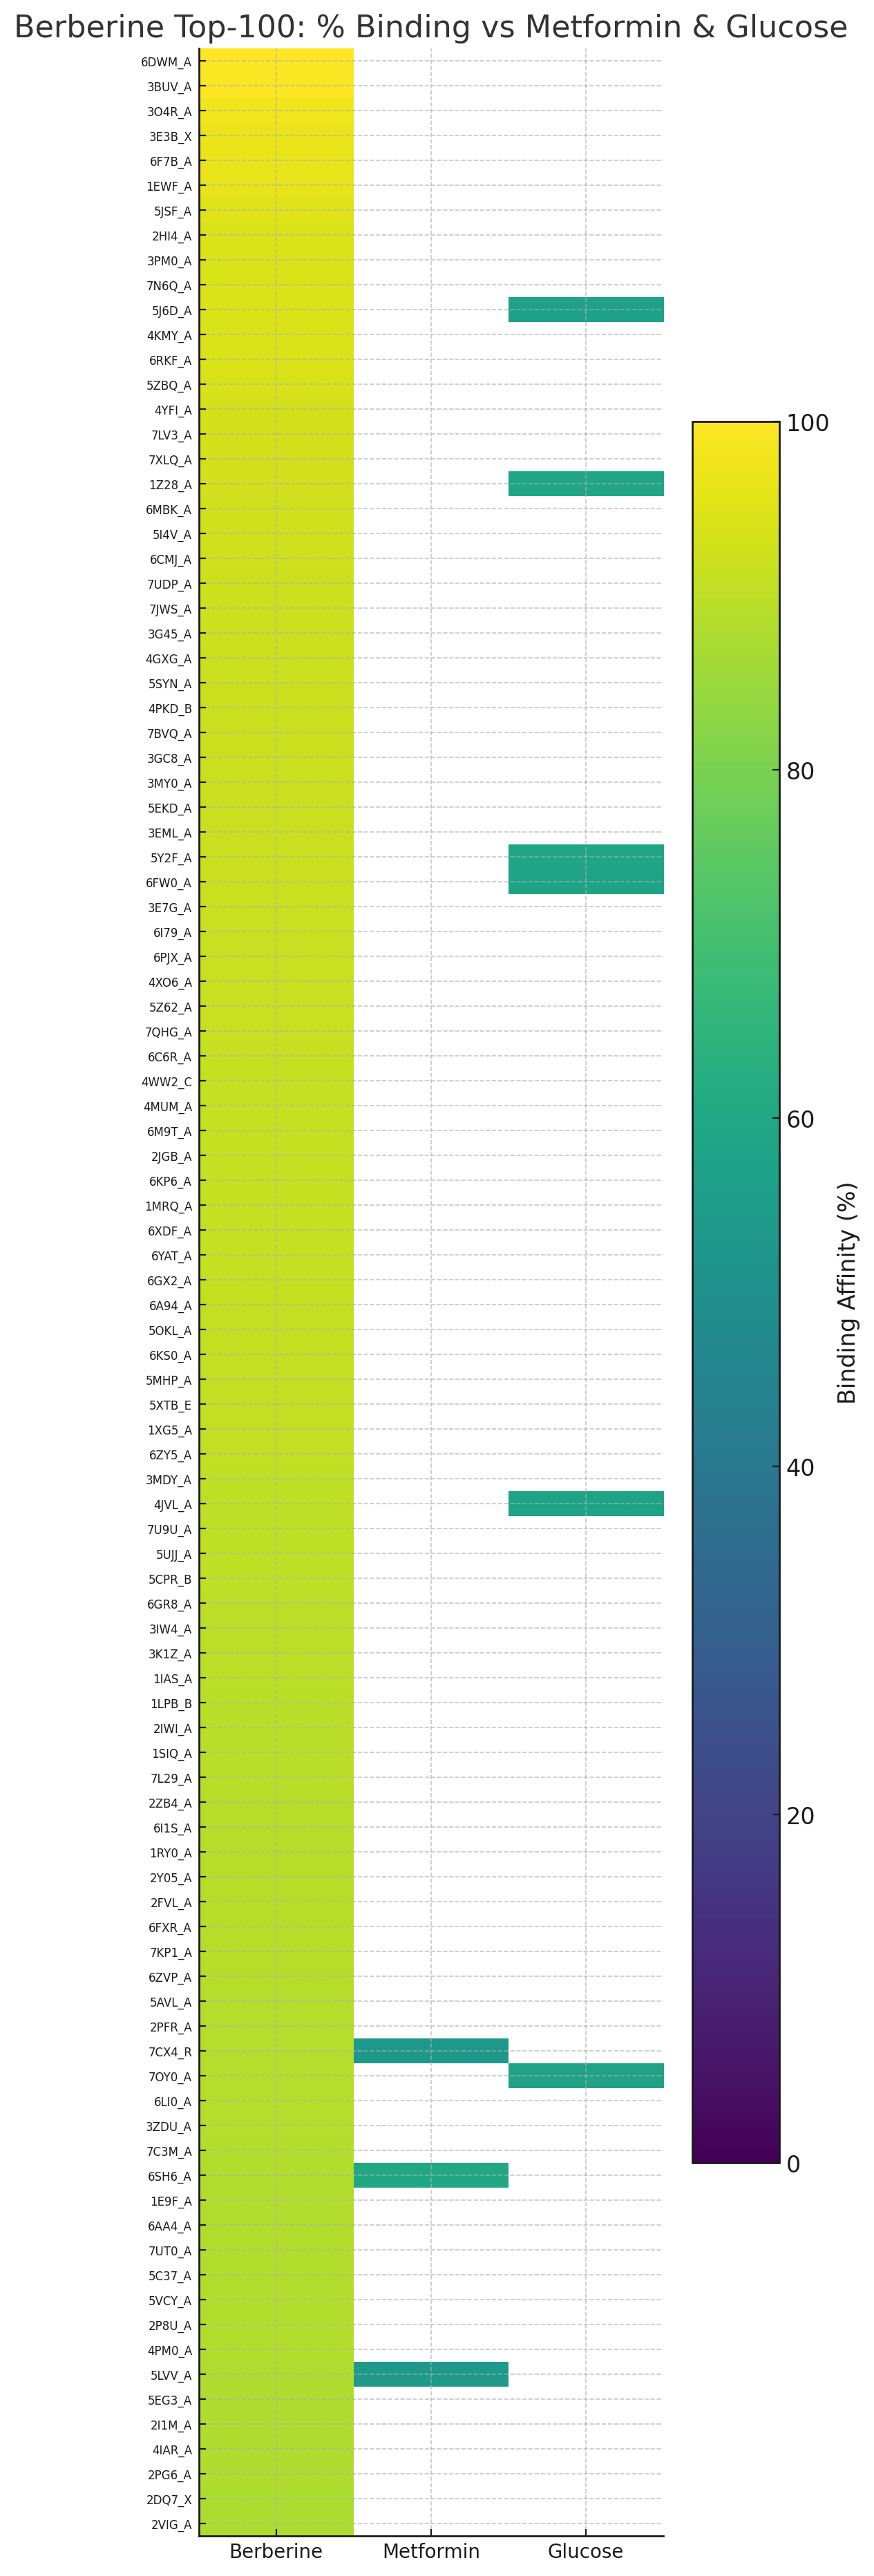 Berberine Top-100: % Binding vs Metformin & Glucose
6DWM_A
3BUV_A
3O4R_A
3E3B_X
6F7B_A
1EWF_A
5JSF_A
2HI4_A
3PM0_A
7N6Q_A
5J6D_A
4KMY_A
6RKF_A
5ZBQ_A
4YFI_A
7LV3_A
7XLQ_A
1Z28_A
6MBK_A
5I4V_A
6CMJ_A
7UDP_A
7JWS_A
3G45_A
4GXG_A
5SYN_A
4PKD_B
7BVQ_A
3GC8_A
3MY0_A
5EKD_A
3EML_A
5Y2F_A
6FW0_A
3E7G_A
6I79_A
6PJX_A
4XO6_A
5Z62_A
7QHG_A
6C6R_A
4WW2_C
4MUM_A
6M9T_A
2JGB_A
6KP6_A
1MRQ_A
6XDF_A
6YAT_A
6GX2_A
6A94_A
5OKL_A
6KS0_A
5MHP_A
5XTB_E
1XG5_A
6ZY5_A
3MDY_A
4JVL_A
7U9U_A
5UJJ_A
5CPR_B
6GR8_A
3IW4_A
3K1Z_A
1IAS_A
1LPB_B
2IWI_A
1SIQ_A
7L29_A
2ZB4_A
6I1S_A
1RY0_A
2Y05_A
2FVL_A
6FXR_A
7KP1_A
6ZVP_A
5AVL_A
2PFR_A
7CX4_R
7OY0_A
6LI0_A
3ZDU_A
7C3M_A
6SH6_A
1E9F_A
6AA4_A
7UT0_A
5C37_A
5VCY_A
2P8U_A
4PM0_A
5LVV_A
5EG3_A
2I1M_A
4IAR_A
2PG6_A
2DQ7_X
2VIG_A
Berberine
Metformin
Glucose
100
80
60
40
20
0
Binding Affinity (%)